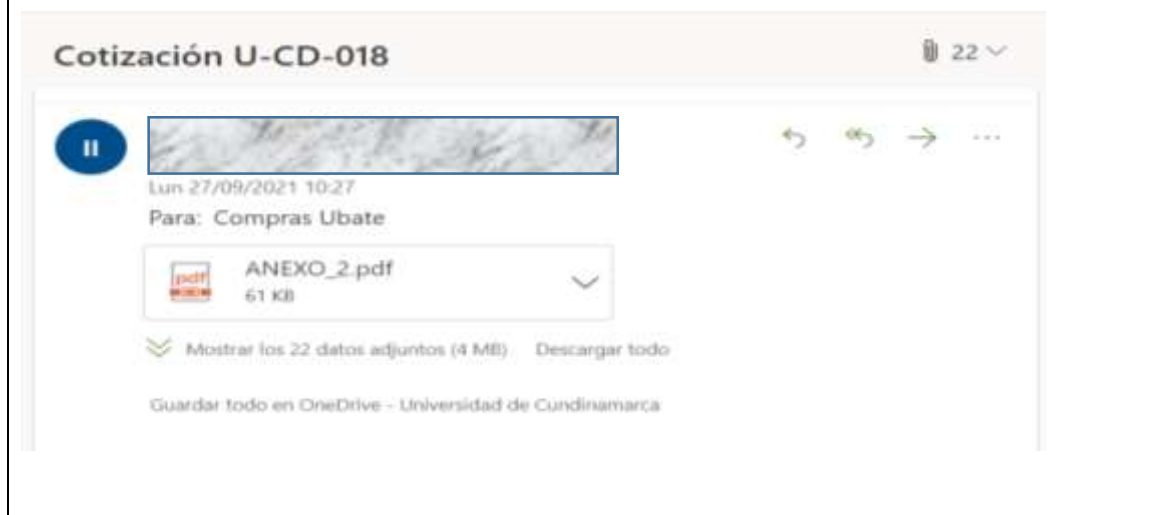 Cotización U-CD-018
22
II
Lun 27/09/2021 10:27
Para: Compras Ubate
pdf
ANEXO_2.pdf
61 KB
Mostrar los 22 datos adjuntos (4 MB) Descargar todo
Guardar todo en OneDrive - Universidad de Cundinamarca